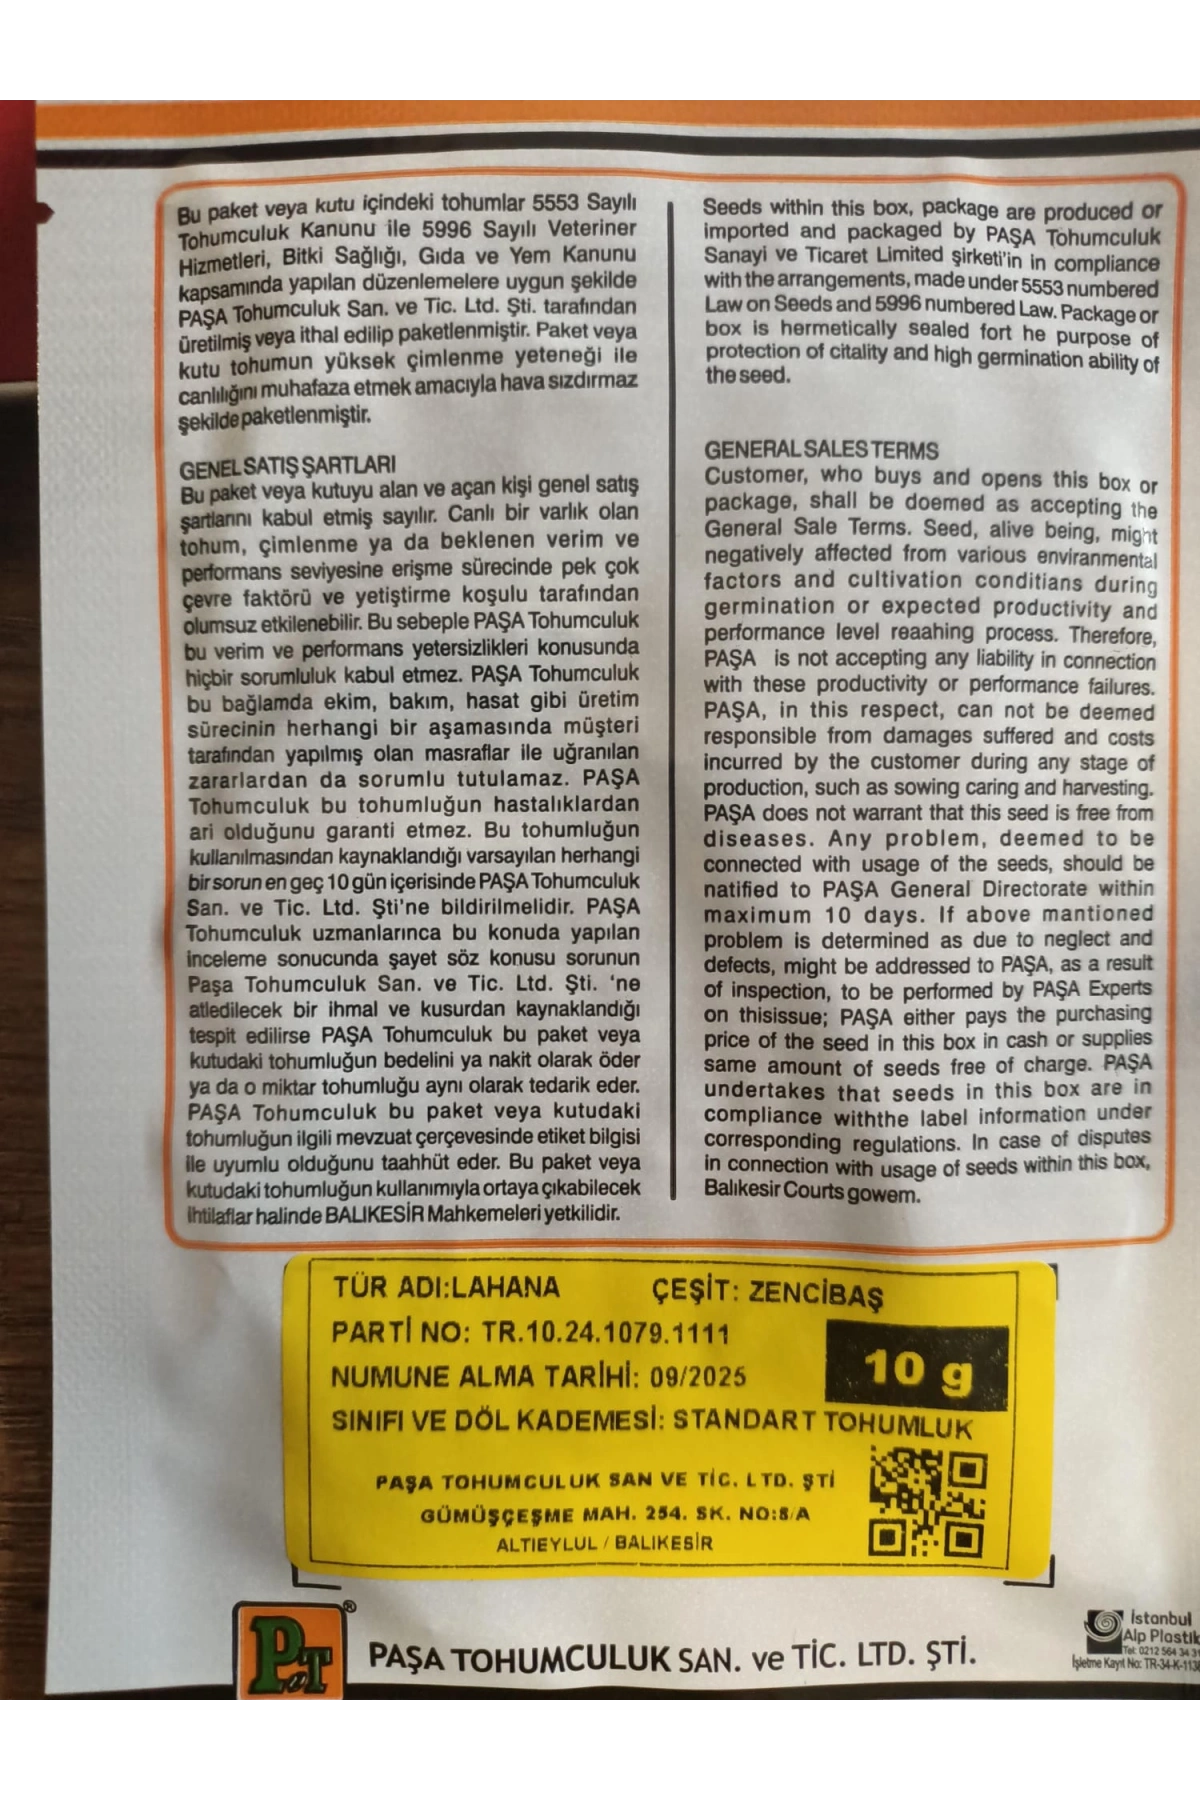 Bu paket veya kutu içindeki tohumlar 5553 Sayılı
Tohumculuk Kanunu ile 5996 Sayılı Veteriner
Hizmetleri, Bitki Sağlığı, Gıda ve Yem Kanunu
kapsamında yapılan düzenlemelere uygun şekilde
PAŞA Tohumculuk San. ve Tic. Ltd. Şti. tarafından
üretilmiş veya ithal edilip paketlenmiştir. Paket veya
kutu tohumun yüksek çimlenme yeteneği ile
canlılığını muhafaza etmek amacıyla hava sızdırmaz
şekilde paketlenmiştir.
GENEL SATIŞ ŞARTLARI
Bu paket veya kutuyu alan ve açan kişi genel satış
şartlarını kabul etmiş sayılır. Canlı bir varlık olan
tohum, çimlenme ya da beklenen verim ve
performans seviyesine erişme sürecinde pek çok
çevre faktörü ve yetiştirme koşulu tarafından
olumsuz etkilenebilir. Bu sebeple PAŞA Tohumculuk
bu verim ve performans yetersizlikleri konusunda
hiçbir sorumluluk kabul etmez. PAŞA Tohumculuk
bu bağlamda ekim, bakım, hasat gibi üretim
sürecinin herhangi bir aşamasında müşteri
tarafından yapılmış olan masraflar ile uğranılan
zararlardan da sorumlu tutulamaz. PAŞA
Tohumculuk bu tohumluğun hastalıklardan
ari olduğunu garanti etmez. Bu tohumluğun
kullanılmasından kaynaklandığı varsayılan herhangi
bir sorun en geç 10 gün içerisinde PAŞA Tohumculuk
San. ve Tic. Ltd. Şti'ne bildirilmelidir. PAŞA
Tohumculuk uzmanlarınca bu konuda yapılan
inceleme sonucunda şayet söz konusu sorunun
Paşa Tohumculuk San. ve Tic. Ltd. Şti. 'ne
atledilecek bir ihmal ve kusurdan kaynaklandığı
tespit edilirse PAŞA Tohumculuk bu paket veya
kutudaki tohumluğun bedelini ya nakit olarak öder
ya da o miktar tohumluğu aynı olarak tedarik eder.
PAŞA Tohumculuk bu paket veya kutudaki
tohumluğun ilgili mevzuat çerçevesinde etiket bilgisi
ile uyumlu olduğunu taahhüt eder. Bu paket veya
kutudaki tohumluğun kullanımıyla ortaya çıkabilecek
ihtilaflar halinde BALIKESİR Mahkemeleri yetkilidir.
Seeds within this box, package are produced or
imported and packaged by PAŞA Tohumculuk
Sanayi ve Ticaret Limited şirketi'in in compliance
with the arrangements, made under 5553 numbered
Law on Seeds and 5996 numbered Law. Package or
box is hermetically sealed fort he purpose of
protection of citality and high germination ability of
the seed.
GENERAL SALES TERMS
Customer, who buys and opens this box or
package, shall be doemed as accepting the
General Sale Terms. Seed, alive being, might
negatively affected from various enviranmental
factors and cultivation conditians during
germination or expected productivity and
performance level reaahing process. Therefore,
PAŞA is not accepting any liability in connection
with these productivity or performance failures.
PAŞA, in this respect, can not be deemed
responsible from damages suffered and costs
incurred by the customer during any stage of
production, such as sowing caring and harvesting.
PAŞA does not warrant that this seed is free from
diseases. Any problem, deemed to be
connected with usage of the seeds, should be
natified to PAŞA General Directorate within
maximum 10 days. If above mantioned
problem is determined as due to neglect and
defects, might be addressed to PAŞA, as a result
of inspection, to be performed by PAŞA Experts
on thisissue; PAŞA either pays the purchasing
price of the seed in this box in cash or supplies
same amount of seeds free of charge. PAŞA
undertakes that seeds in this box are in
compliance withthe label information under
corresponding regulations. In case of disputes
in connection with usage of seeds within this box,
Balıkesir Courts gowem.
TÜR ADI:LAHANA ÇEŞİT: ZENCİBAŞ
PARTİ NO: TR.10.24.1079.1111
NUMUNE ALMA TARİHİ: 09/2025
10 g
SINIFI VE DÖL KADEMESİ: STANDART TOHUMLUK
PAŞA TOHUMCULUK SAN VE TİC. LTD. ŞTİ
GÜMÜŞÇEŞME MAH. 254. SK. NO:8/A
ALTIEYLUL / BALIKESİR
PT ®
PAŞA TOHUMCULUK SAN. ve TİC. LTD. ŞTİ.
İstanbul
Alp Plastik
Tel: 0212 564 34 31
İşletme Kayıt No: TR-34-K-113